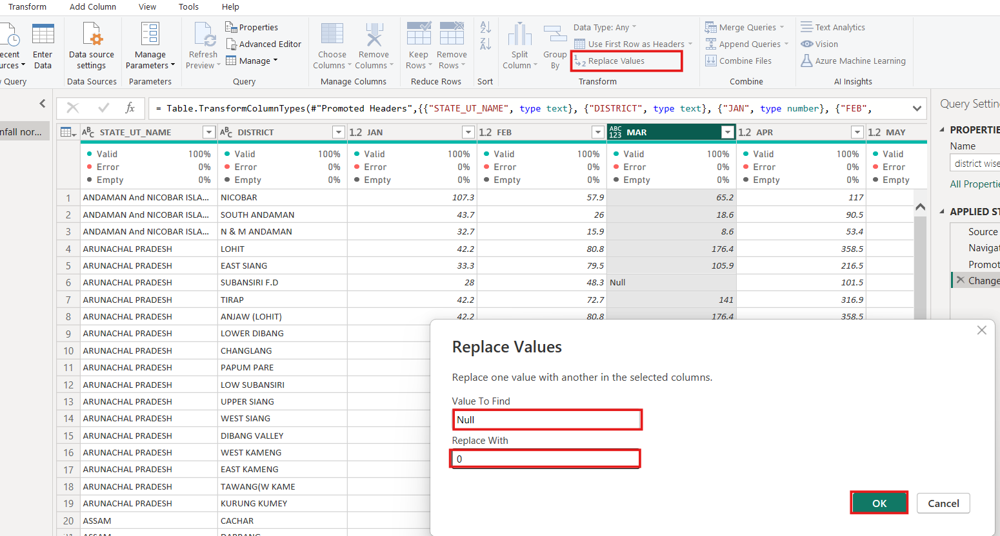 Transform Add Column View Tools Help
ecent
urces
Enter
Data
Data source
settings
Manage
Parameters
Refresh
Preview
Properties
Advanced Editor
Manage
Choose
Columns
Remove
Columns
Keep
Rows
Remove
Rows
A
Z
Z
A
Split
Column
Group
By
Data Type: Any
Use First Row as Headers
1
2 Replace Values
Merge Queries
Append Queries
Combine Files
Text Analytics
Vision
Azure Machine Learning
Query Data Sources Parameters Query Manage Columns Reduce Rows Sort Transform Combine AI Insights
fx = Table.TransformColumnTypes(#"Promoted Headers",{{"STATE_UT_NAME", type text}, {"DISTRICT", type text}, {"JAN", type number}, {"FEB",
nfall nor...
ABC STATE_UT_NAME ABC DISTRICT 1.2 JAN 1.2 FEB ABC 123 MAR 1.2 APR 1.2 MAY
Valid 100% Valid 100% Valid 100% Valid 100% Valid 100% Valid 100% Valid
Error 0% Error 0% Error 0% Error 0% Error 0% Error 0% Error
Empty 0% Empty 0% Empty 0% Empty 0% Empty 0% Empty 0% Empty
1 ANDAMAN And NICOBAR ISLA... NICOBAR 107.3 57.9 65.2 117
2 ANDAMAN And NICOBAR ISLA... SOUTH ANDAMAN 43.7 26 18.6 90.5
3 ANDAMAN And NICOBAR ISLA... N & M ANDAMAN 32.7 15.9 8.6 53.4
4 ARUNACHAL PRADESH LOHIT 42.2 80.8 176.4 358.5
5 ARUNACHAL PRADESH EAST SIANG 33.3 79.5 105.9 216.5
6 ARUNACHAL PRADESH SUBANSIRI F.D 28 48.3 Null 101.5
7 ARUNACHAL PRADESH TIRAP 42.2 72.7 141 316.9
8 ARUNACHAL PRADESH ANJAW (LOHIT) 42.2 80.8 176.4 358.5
9 ARUNACHAL PRADESH LOWER DIBANG
10 ARUNACHAL PRADESH CHANGLANG
11 ARUNACHAL PRADESH PAPUM PARE
12 ARUNACHAL PRADESH LOW SUBANSIRI
13 ARUNACHAL PRADESH UPPER SIANG
14 ARUNACHAL PRADESH WEST SIANG
15 ARUNACHAL PRADESH DIBANG VALLEY
16 ARUNACHAL PRADESH WEST KAMENG
17 ARUNACHAL PRADESH EAST KAMENG
18 ARUNACHAL PRADESH TAWANG(W KAME
19 ARUNACHAL PRADESH KURUNG KUMEY
20 ASSAM CACHAR
Query Settin
PROPERTIE
Name
district wise
All Propertie
APPLIED ST
Source
Navigat
Promot
Change
Replace Values
Replace one value with another in the selected columns.
Value To Find
Null
Replace With
0
OK Cancel